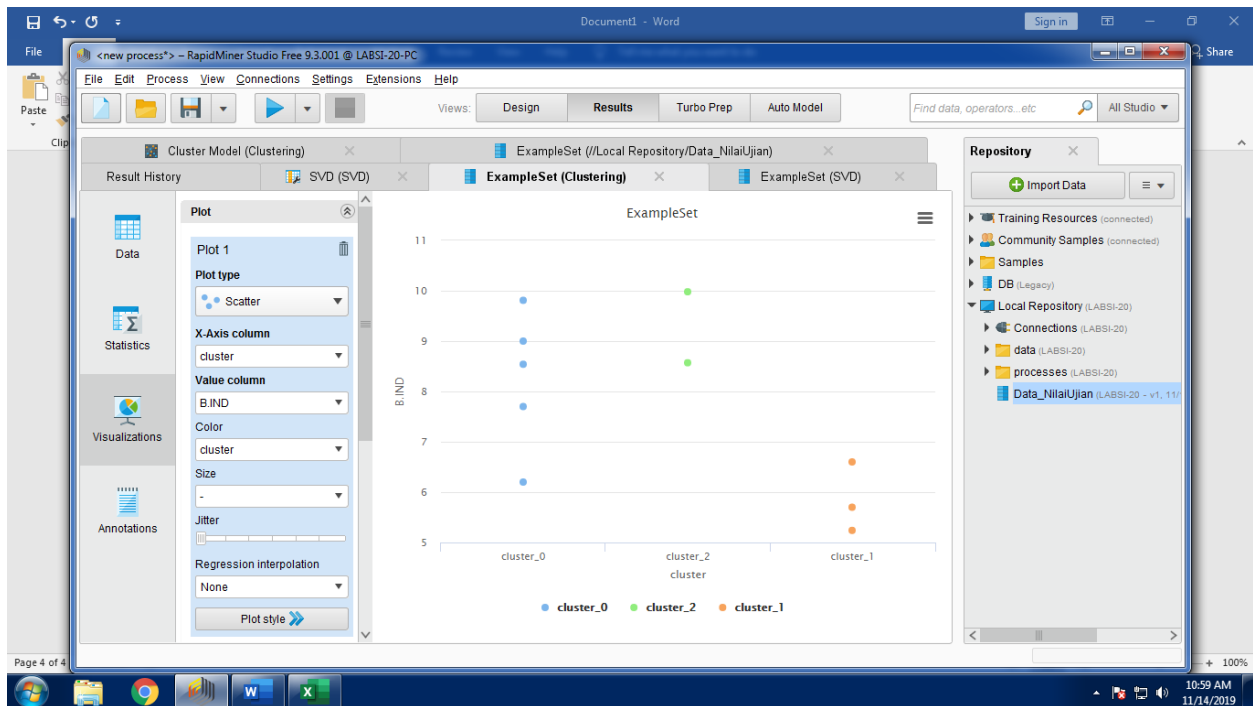 Document1 - Word
Sign in
File
Share
<new process*> – RapidMiner Studio Free 9.3.001 @ LABSI-20-PC
File Edit Process View Connections Settings Extensions Help
Paste
Clip
Views:
Design
Results
Turbo Prep
Auto Model
Find data, operators...etc
All Studio
Cluster Model (Clustering)
ExampleSet (//Local Repository/Data_NilaiUjian)
Result History
SVD (SVD)
ExampleSet (Clustering)
ExampleSet (SVD)
Data
Statistics
Visualizations
Annotations
Plot
Plot 1
Plot type
Scatter
X-Axis column
cluster
Value column
B.IND
Color
cluster
Size
-
Jitter
Regression interpolation
None
Plot style
ExampleSet
11
10
9
8
7
6
5
B.IND
cluster_0
cluster_2
cluster_1
cluster
cluster_0
cluster_2
cluster_1
Repository
Import Data
Training Resources (connected)
Community Samples (connected)
Samples
DB (Legacy)
Local Repository (LABSI-20)
Connections (LABSI-20)
data (LABSI-20)
processes (LABSI-20)
Data_NilaiUjian (LABSI-20 - v1, 11/
Page 4 of 4
100%
10:59 AM
11/14/2019